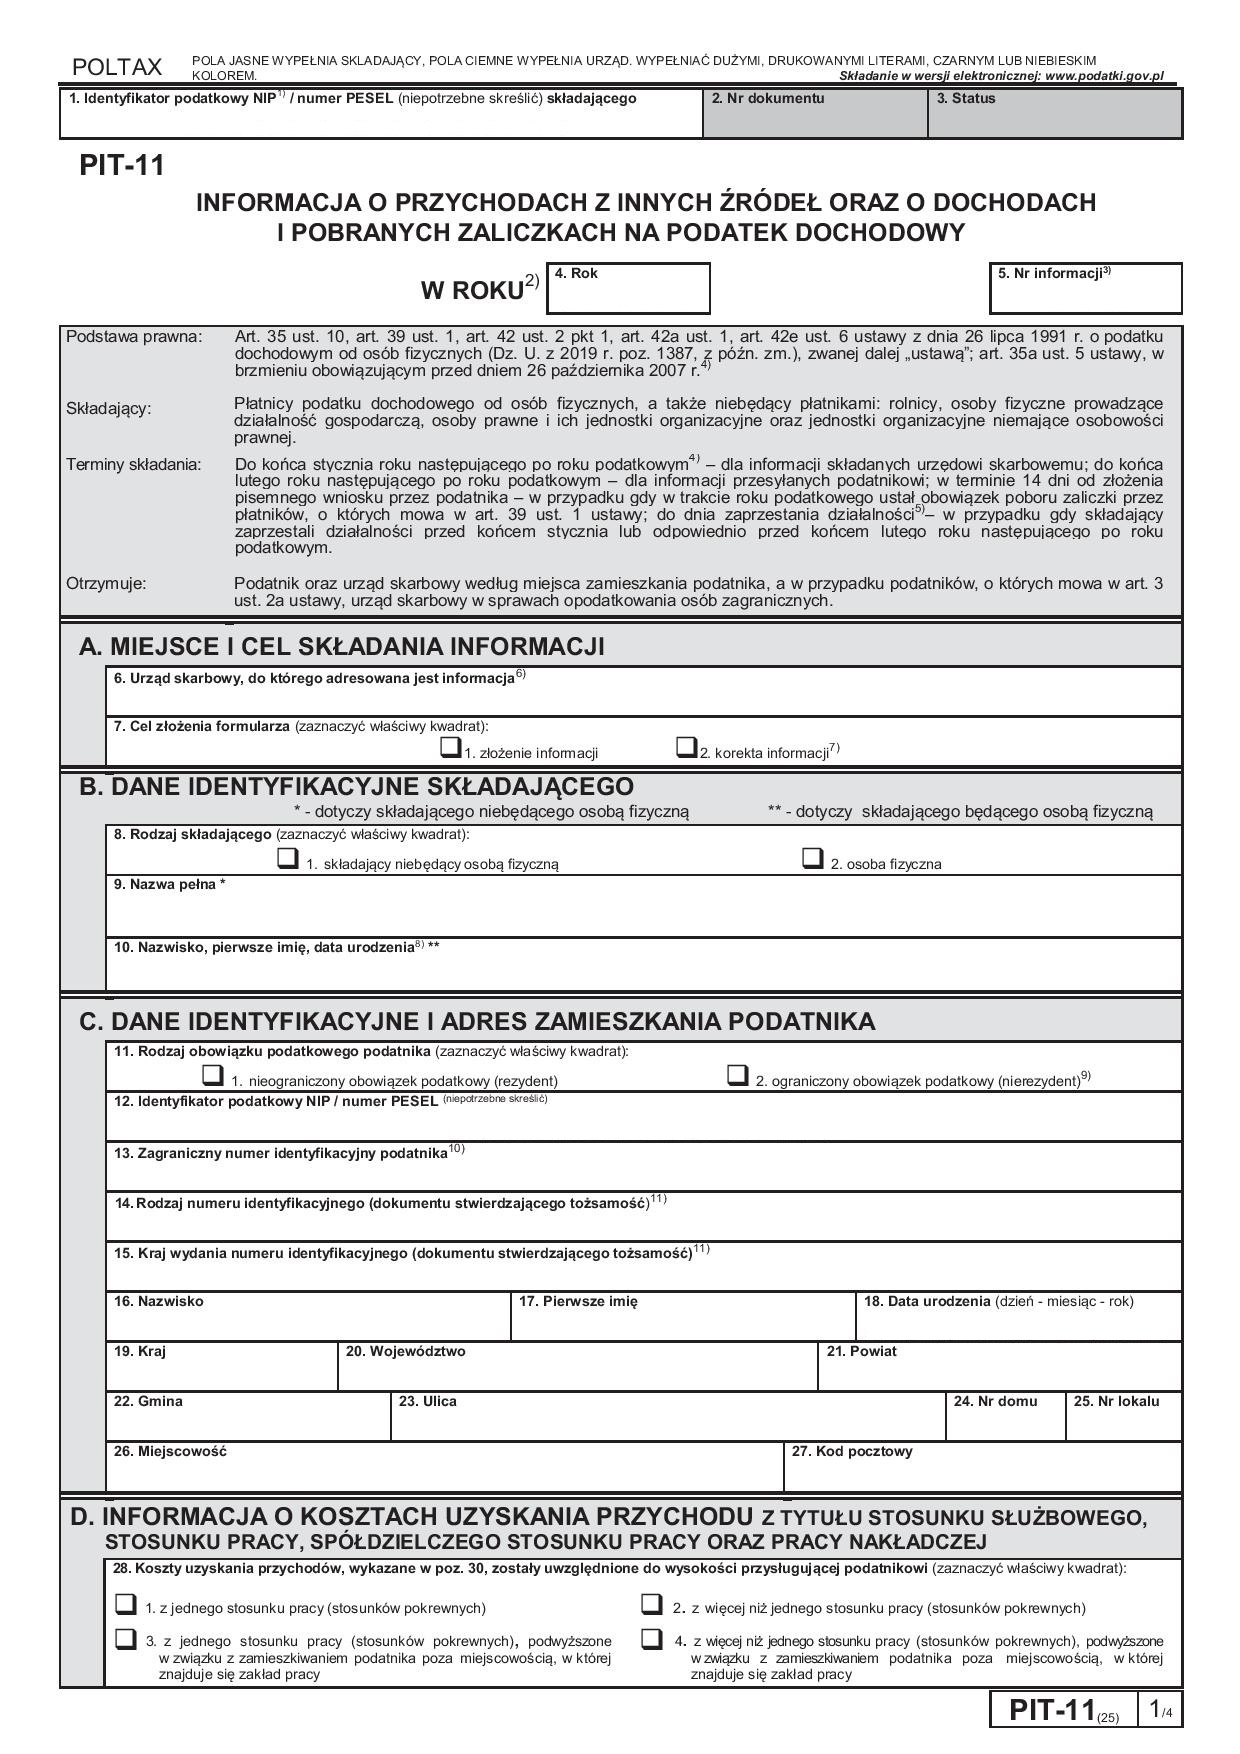 POLTAX
POLA JASNE WYPEŁNIA SKLADAJĄCY, POLA CIEMNE WYPEŁNIA URZĄD. WYPEŁNIAĆ DUŻYMI, DRUKOWANYMI LITERAMI, CZARNYM LUB NIEBIESKIM
KOLOREM.
Składanie w wersji elektronicznej: www.podatki.gov.pl
1. Identyfikator podatkowy NIP1) / numer PESEL (niepotrzebne skreślić) składającego
2. Nr dokumentu
3. Status
PIT-11
INFORMACJA O PRZYCHODACH Z INNYCH ŹRÓDEŁ ORAZ O DOCHODACH
I POBRANYCH ZALICZKACH NA PODATEK DOCHODOWY
W ROKU2)
4. Rok
5. Nr informacji3)
Podstawa prawna:
Art. 35 ust. 10, art. 39 ust. 1, art. 42 ust. 2 pkt 1, art. 42a ust. 1, art. 42e ust. 6 ustawy z dnia 26 lipca 1991 r. o podatku
dochodowym od osób fizycznych (Dz. U. z 2019 r. poz. 1387, z późn. zm.), zwanej dalej „ustawą”; art. 35a ust. 5 ustawy, w
brzmieniu obowiązującym przed dniem 26 października 2007 r.4)
Składający:
Płatnicy podatku dochodowego od osób fizycznych, a także niebędący płatnikami: rolnicy, osoby fizyczne prowadzące
działalność gospodarczą, osoby prawne i ich jednostki organizacyjne oraz jednostki organizacyjne niemające osobowości
prawnej.
Terminy składania:
Do końca stycznia roku następującego po roku podatkowym4) – dla informacji składanych urzędowi skarbowemu; do końca
lutego roku następującego po roku podatkowym – dla informacji przesyłanych podatnikowi; w terminie 14 dni od złożenia
pisemnego wniosku przez podatnika – w przypadku gdy w trakcie roku podatkowego ustał obowiązek poboru zaliczki przez
płatników, o których mowa w art. 39 ust. 1 ustawy; do dnia zaprzestania działalności5)– w przypadku gdy składający
zaprzestali działalności przed końcem stycznia lub odpowiednio przed końcem lutego roku następującego po roku
podatkowym.
Otrzymuje:
Podatnik oraz urząd skarbowy według miejsca zamieszkania podatnika, a w przypadku podatników, o których mowa w art. 3
ust. 2a ustawy, urząd skarbowy w sprawach opodatkowania osób zagranicznych.
A. MIEJSCE I CEL SKŁADANIA INFORMACJI
6. Urząd skarbowy, do którego adresowana jest informacja6)
7. Cel złożenia formularza (zaznaczyć właściwy kwadrat):
❑ 1. złożenie informacji ❑ 2. korekta informacji7)
B. DANE IDENTYFIKACYJNE SKŁADAJĄCEGO
* - dotyczy składającego niebędącego osobą fizyczną ** - dotyczy składającego będącego osobą fizyczną
8. Rodzaj składającego (zaznaczyć właściwy kwadrat):
❑ 1. składający niebędący osobą fizyczną ❑ 2. osoba fizyczna
9. Nazwa pełna *
10. Nazwisko, pierwsze imię, data urodzenia8) **
C. DANE IDENTYFIKACYJNE I ADRES ZAMIESZKANIA PODATNIKA
11. Rodzaj obowiązku podatkowego podatnika (zaznaczyć właściwy kwadrat):
❑ 1. nieograniczony obowiązek podatkowy (rezydent) ❑ 2. ograniczony obowiązek podatkowy (nierezydent)9)
12. Identyfikator podatkowy NIP / numer PESEL (niepotrzebne skreślić)
13. Zagraniczny numer identyfikacyjny podatnika10)
14. Rodzaj numeru identyfikacyjnego (dokumentu stwierdzającego tożsamość)11)
15. Kraj wydania numeru identyfikacyjnego (dokumentu stwierdzającego tożsamość)11)
16. Nazwisko
17. Pierwsze imię
18. Data urodzenia (dzień - miesiąc - rok)
19. Kraj
20. Województwo
21. Powiat
22. Gmina
23. Ulica
24. Nr domu
25. Nr lokalu
26. Miejscowość
27. Kod pocztowy
D. INFORMACJA O KOSZTACH UZYSKANIA PRZYCHODU Z TYTUŁU STOSUNKU SŁUŻBOWEGO,
STOSUNKU PRACY, SPÓŁDZIELCZEGO STOSUNKU PRACY ORAZ PRACY NAKŁADCZEJ
28. Koszty uzyskania przychodów, wykazane w poz. 30, zostały uwzględnione do wysokości przysługującej podatnikowi (zaznaczyć właściwy kwadrat):
❑ 1. z jednego stosunku pracy (stosunków pokrewnych)
❑ 2. z więcej niż jednego stosunku pracy (stosunków pokrewnych)
❑ 3. z jednego stosunku pracy (stosunków pokrewnych), podwyższone
w związku z zamieszkiwaniem podatnika poza miejscowością, w której
znajduje się zakład pracy
❑ 4. z więcej niż jednego stosunku pracy (stosunków pokrewnych), podwyższone
w związku z zamieszkiwaniem podatnika poza miejscowością, w której
znajduje się zakład pracy
PIT-11(25) 1/4